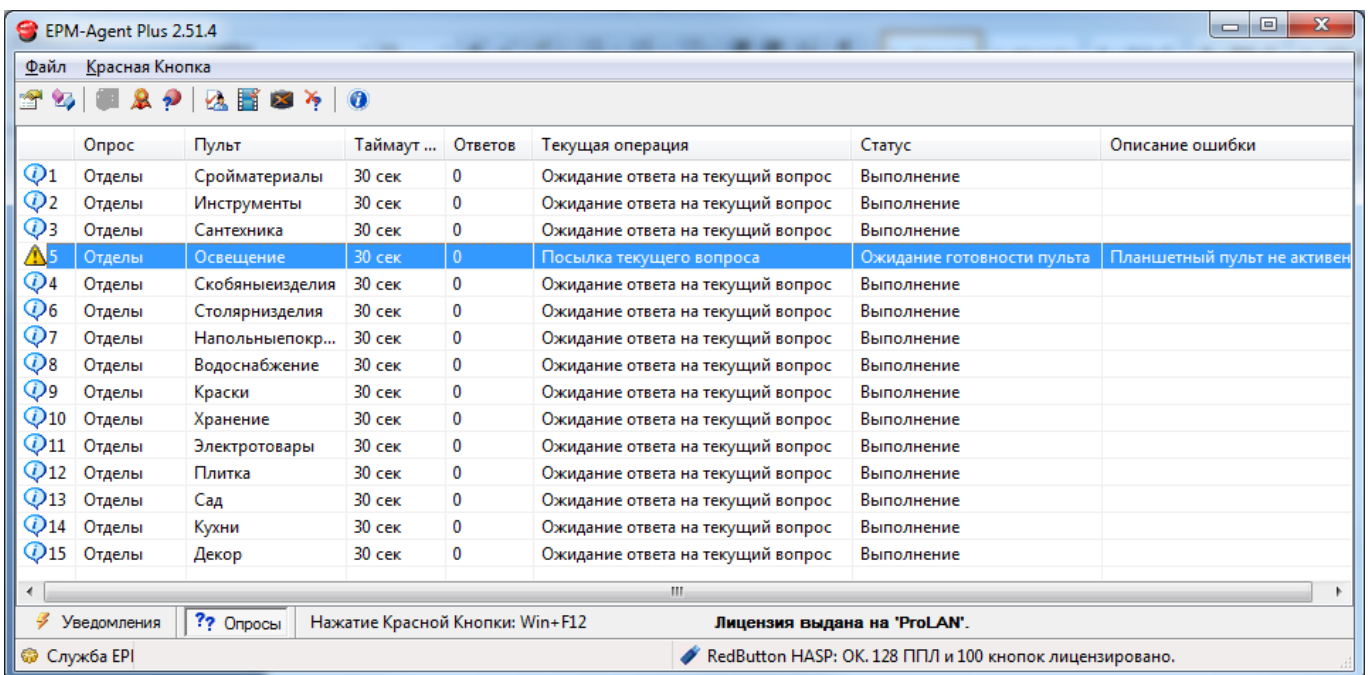 EPM-Agent Plus 2.51.4
Файл Красная Кнопка
Опрос Пульт Таймаут ... Ответов Текущая операция Статус Описание ошибки
1 Отделы Сройматериалы 30 сек 0 Ожидание ответа на текущий вопрос Выполнение
2 Отделы Инструменты 30 сек 0 Ожидание ответа на текущий вопрос Выполнение
3 Отделы Сантехника 30 сек 0 Ожидание ответа на текущий вопрос Выполнение
5 Отделы Освещение 30 сек 0 Посылка текущего вопроса Ожидание готовности пульта Планшетный пульт не активен
4 Отделы Скобяныеизделия 30 сек 0 Ожидание ответа на текущий вопрос Выполнение
6 Отделы Столярнизделия 30 сек 0 Ожидание ответа на текущий вопрос Выполнение
7 Отделы Напольныепокр... 30 сек 0 Ожидание ответа на текущий вопрос Выполнение
8 Отделы Водоснабжение 30 сек 0 Ожидание ответа на текущий вопрос Выполнение
9 Отделы Краски 30 сек 0 Ожидание ответа на текущий вопрос Выполнение
10 Отделы Хранение 30 сек 0 Ожидание ответа на текущий вопрос Выполнение
11 Отделы Электротовары 30 сек 0 Ожидание ответа на текущий вопрос Выполнение
12 Отделы Плитка 30 сек 0 Ожидание ответа на текущий вопрос Выполнение
13 Отделы Сад 30 сек 0 Ожидание ответа на текущий вопрос Выполнение
14 Отделы Кухни 30 сек 0 Ожидание ответа на текущий вопрос Выполнение
15 Отделы Декор 30 сек 0 Ожидание ответа на текущий вопрос Выполнение
Уведомления ?? Опросы Нажатие Красной Кнопки: Win+F12 Лицензия выдана на 'ProLAN'.
Служба EPI RedButton HASP: OK. 128 ППЛ и 100 кнопок лицензировано.